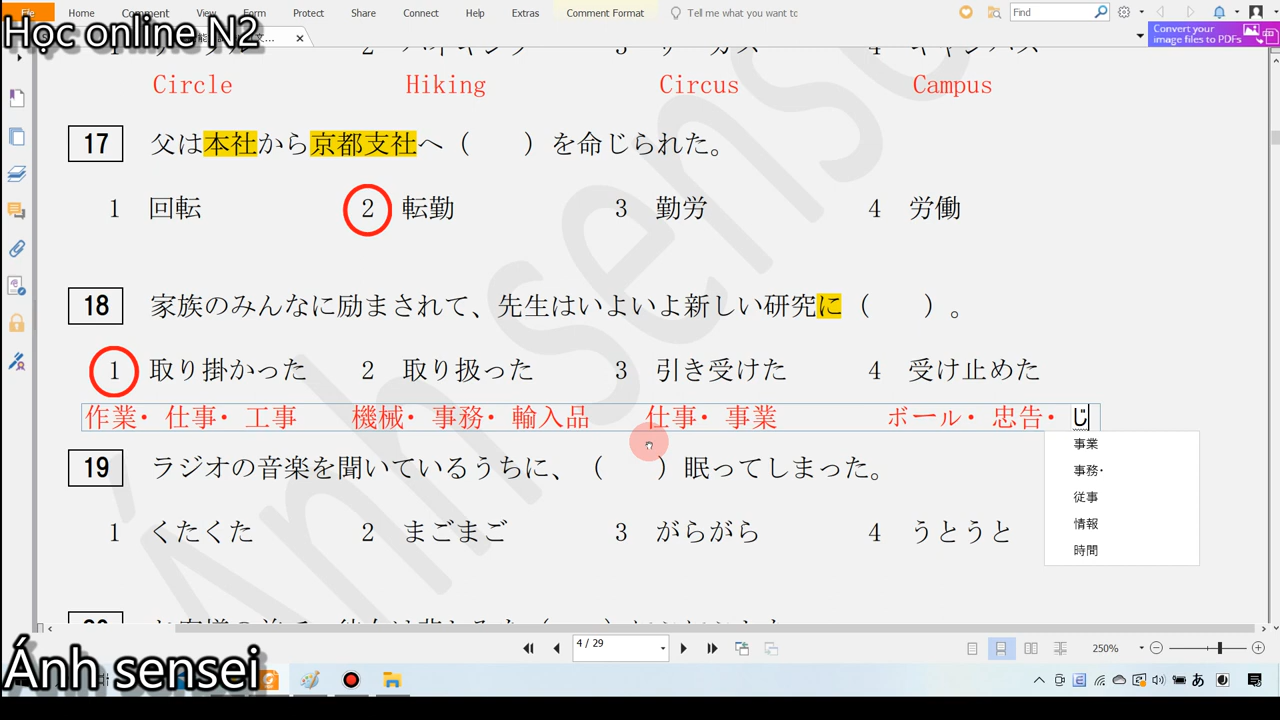 File Home Comment View Form Protect Share Connect Help Extras Comment Format Tell me what you want to Find
Học online N2
Convert your image files to PDFs
Circle Hiking Circus Campus
17 父は本社から京都支社へ（ ）を命じられた。
1 回転 2 転勤 3 勤労 4 労働
18 家族のみんなに励まされて、先生はいよいよ新しい研究に（ ）。
1 取り掛かった 2 取り扱った 3 引き受けた 4 受け止めた
作業・仕事・工事 機械・事務・輸入品 仕事・事業 ボール・忠告・じ
事業
事務・
従事
情報
時間
19 ラジオの音楽を聞いているうちに、（ ）眠ってしまった。
1 くたくた 2 まごまご 3 がらがら 4 うとうと
4 / 29
250%
Ánh sensei
Ánh sensei
あ